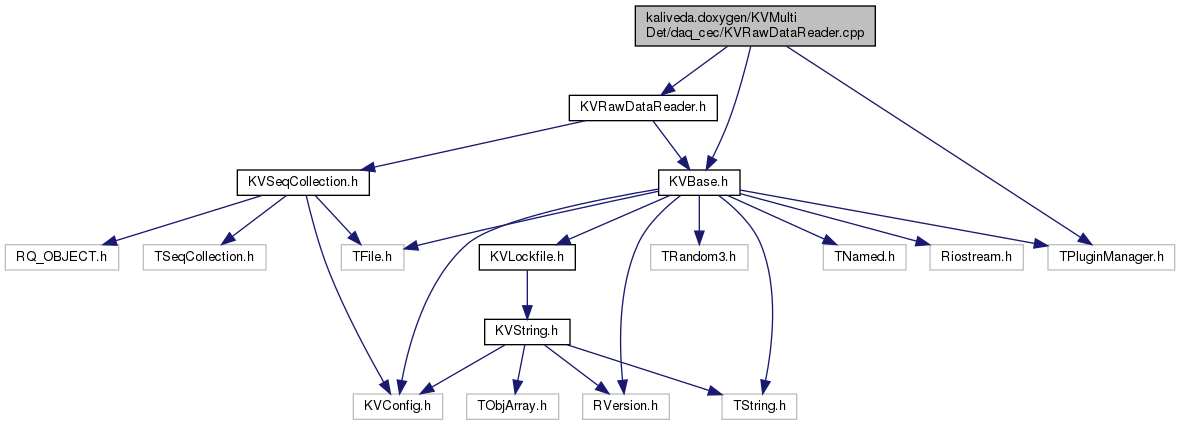 kaliveda.doxygen/KVMulti
Det/daq_cec/KVRawDataReader.cpp
KVRawDataReader.h
KVSeqCollection.h
KVBase.h
RQ_OBJECT.h
TSeqCollection.h
TFile.h
KVLockfile.h
TRandom3.h
TNamed.h
Riostream.h
TPluginManager.h
KVString.h
KVConfig.h
TObjArray.h
RVersion.h
TString.h